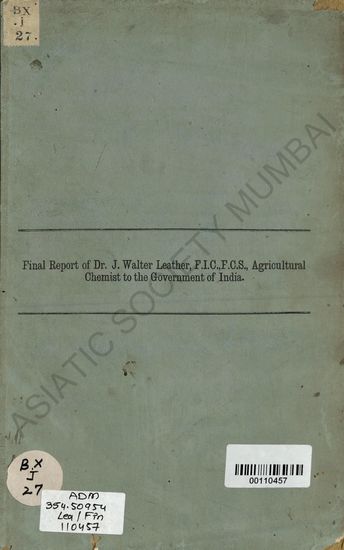 BX
J
27.
ASIATIC SOCIETY MUMBAI
Final Report of Dr. J. Walter Leather, F.I.C., F.C.S., Agricultural
Chemist to the Government of India.
B.X
J
27
ADM
354.50954
Lea/Fin
110457
00110457